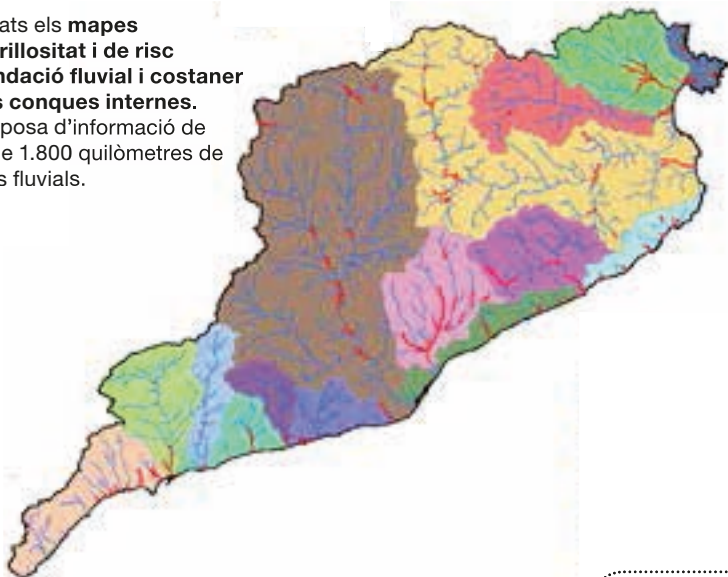 ats els mapes
rillositat i de risc
ndació fluvial i costaner
s conques internes.
posa d'informació de
e 1.800 quilòmetres de
s fluvials.